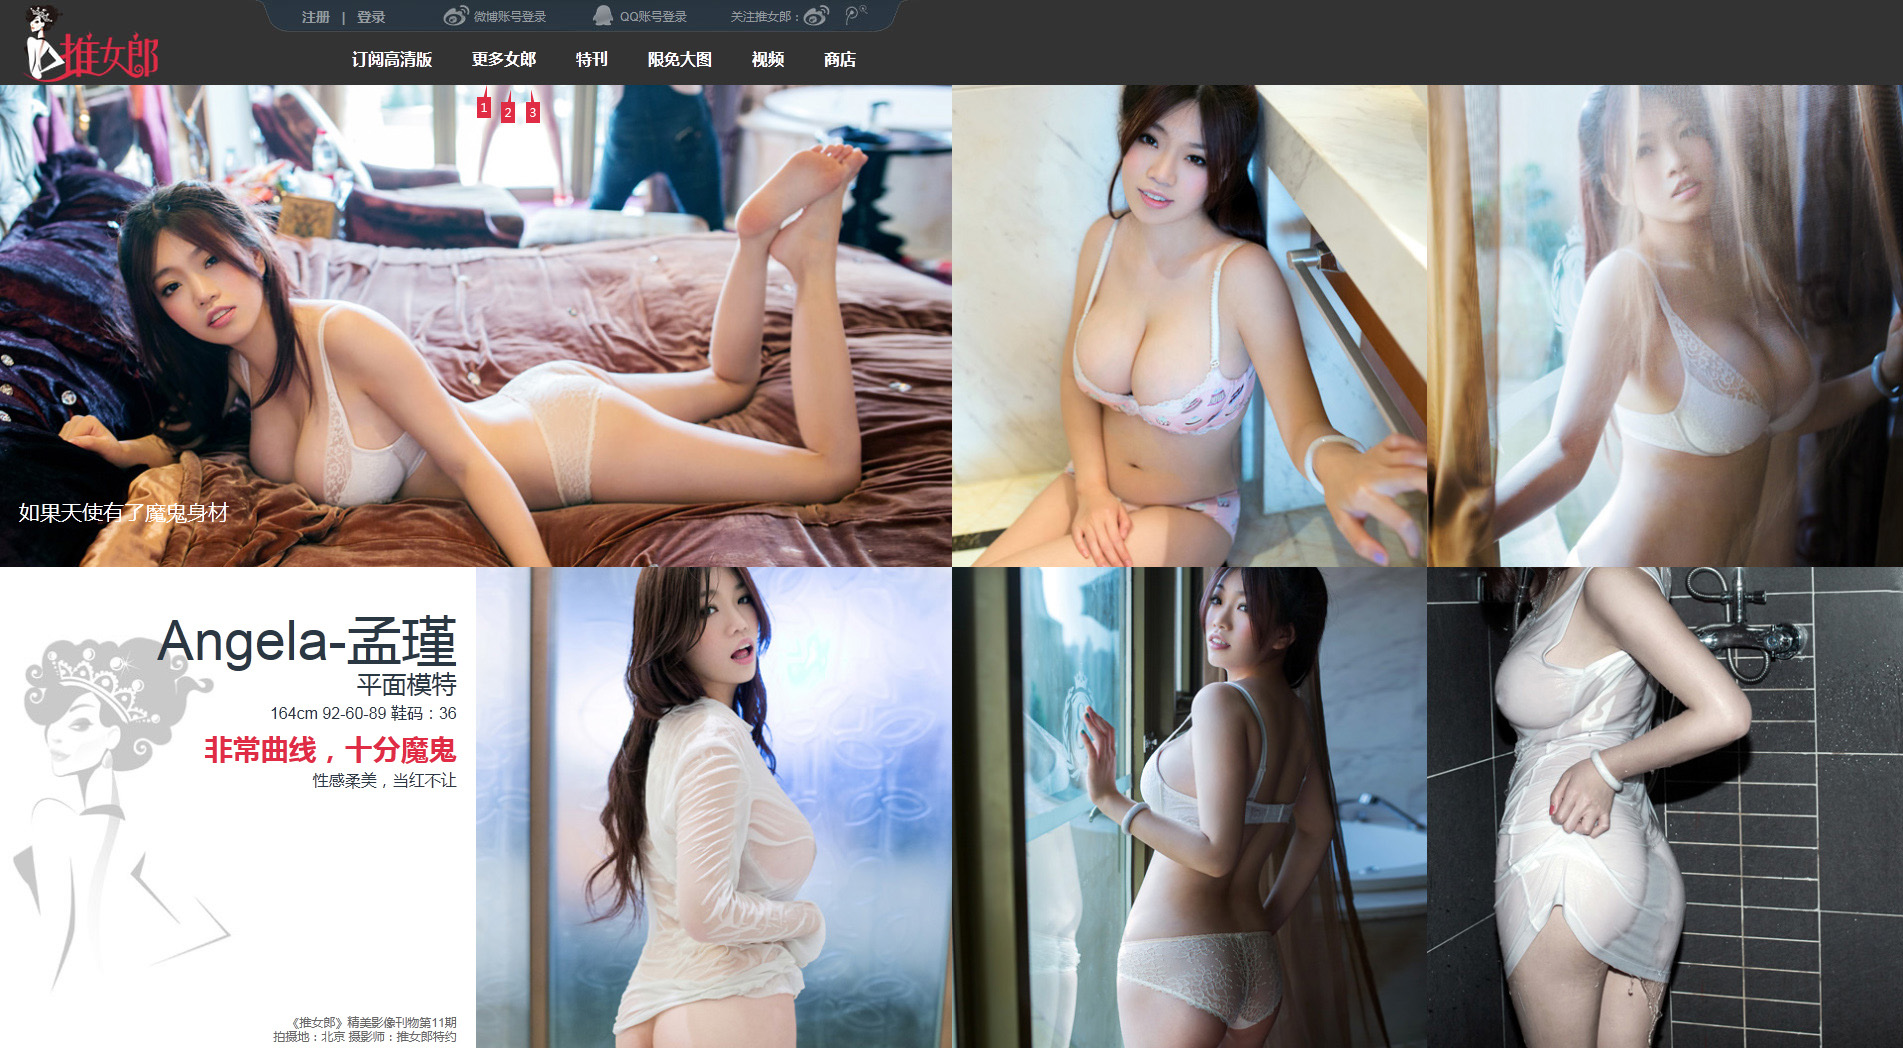 注册 | 登录
微博账号登录
QQ账号登录
关注推女郎：
推女郎
订阅高清版 更多女郎 特刊 限免大图 视频 商店
1 2 3
如果天使有了魔鬼身材
Angela-孟瑾
平面模特
164cm 92-60-89 鞋码：36
非常曲线，十分魔鬼
性感柔美，当红不让
《推女郎》精美影像刊物第11期
拍摄地：北京 摄影师：推女郎特约